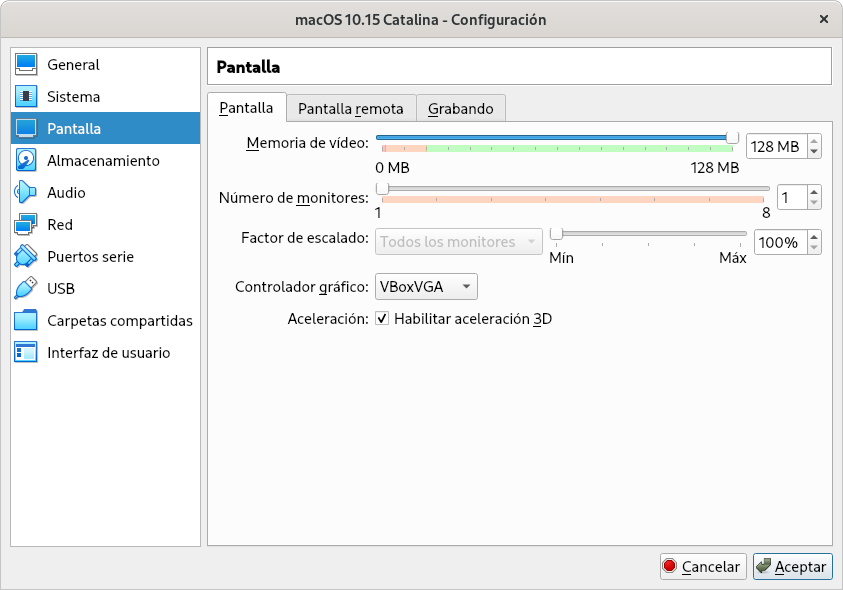 macOS 10.15 Catalina - Configuración
General
Sistema
Pantalla
Almacenamiento
Audio
Red
Puertos serie
USB
Carpetas compartidas
Interfaz de usuario
Pantalla
Pantalla Pantalla remota Grabando
Memoria de vídeo: 128 MB
0 MB 128 MB
Número de monitores: 1
1 8
Factor de escalado: Todos los monitores 100%
Mín Máx
Controlador gráfico: VBoxVGA
Aceleración: Habilitar aceleración 3D
Cancelar Aceptar